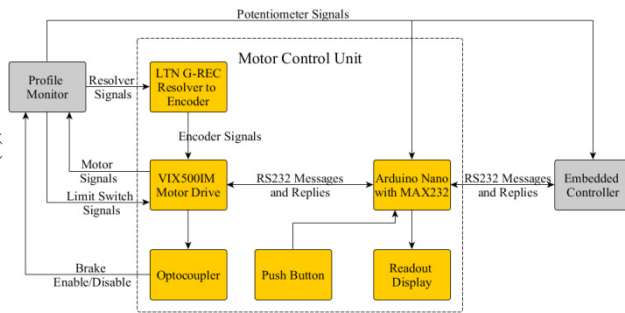 Potentiometer Signals
Motor Control Unit
Profile
Monitor
Resolver
Signals
LTN G-REC
Resolver to
Encoder
Encoder Signals
Motor
Signals
Limit Switch
Signals
VIX500IM
Motor Drive
RS232 Messages
and Replies
Arduino Nano
with MAX232
RS232 Messages
and Replies
Embedded
Controller
Brake
Enable/Disable
Optocoupler
Push Button
Readout
Display